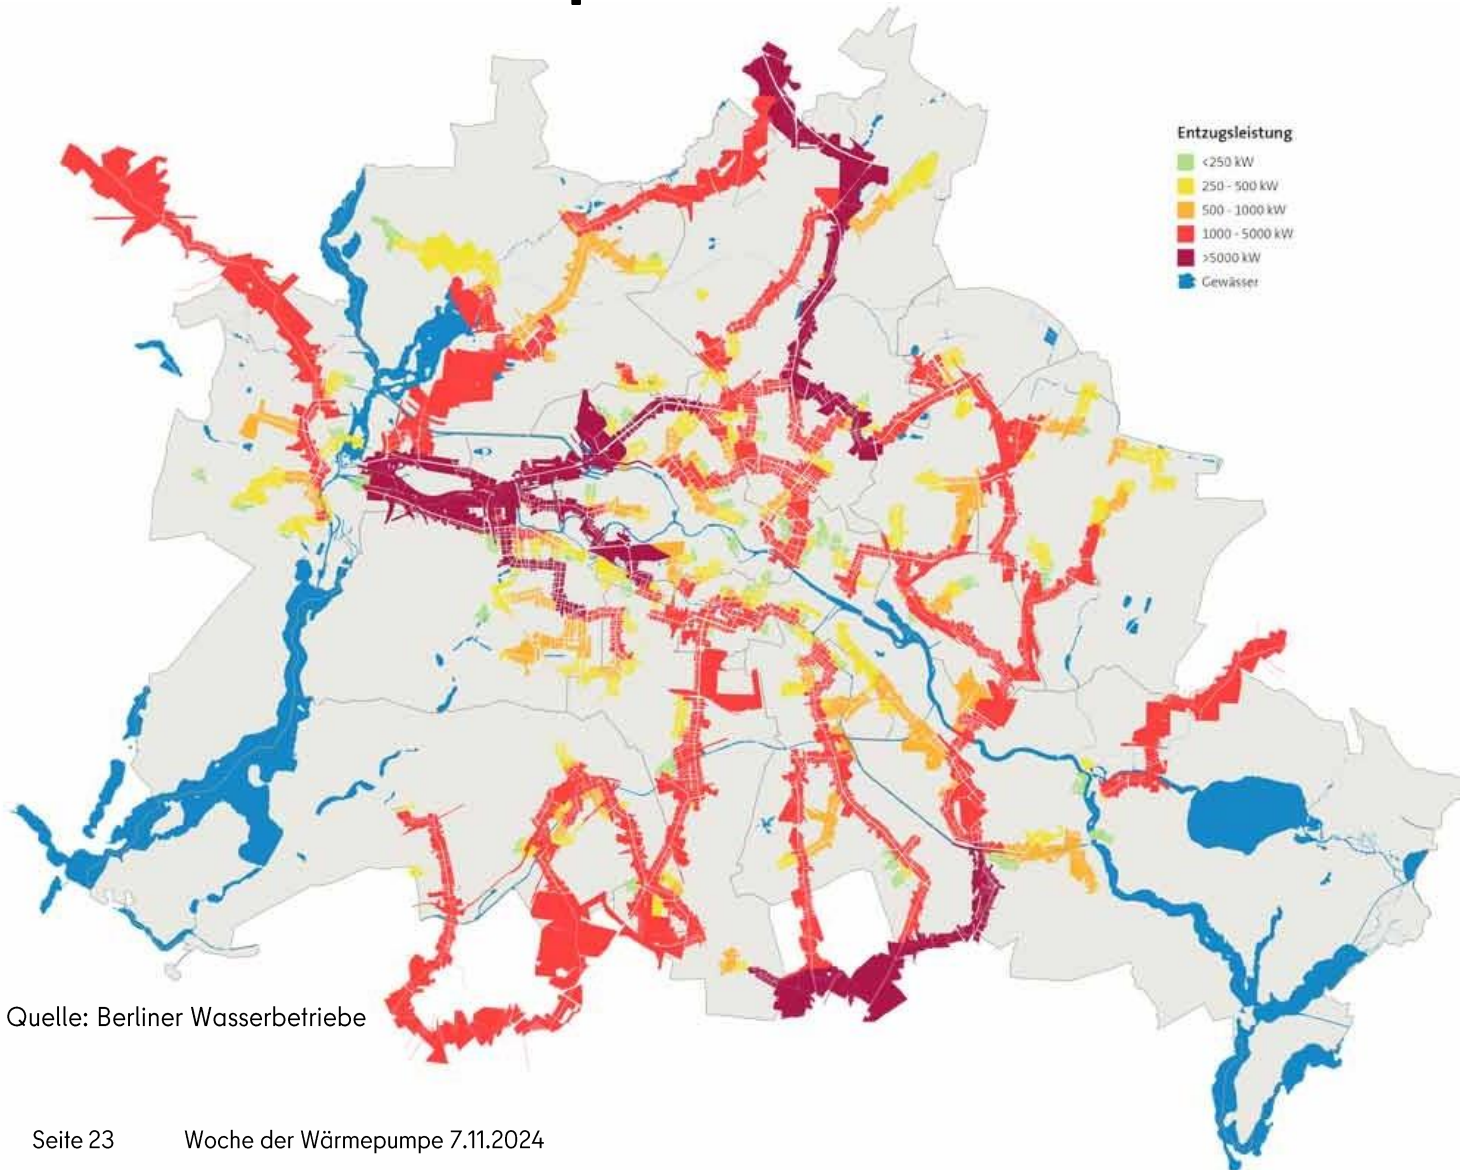 Entzugsleistung
<250 kW
250 - 500 kW
500 - 1000 kW
1000 - 5000 kW
>5000 kW
Gewässer
Quelle: Berliner Wasserbetriebe
Seite 23 Woche der Wärmepumpe 7.11.2024